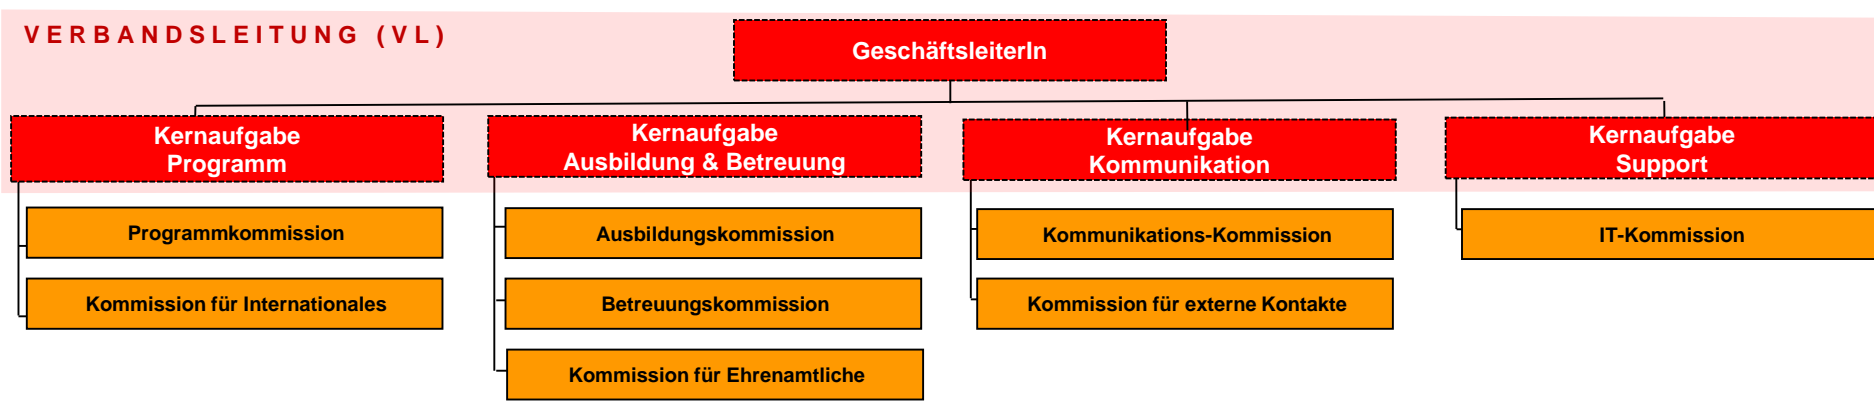 VERBANDSLEITUNG (VL)
GeschäftsleiterIn
Kernaufgabe
Programm
Kernaufgabe
Ausbildung & Betreuung
Kernaufgabe
Kommunikation
Kernaufgabe
Support
Programmkommission
Ausbildungskommission
Kommunikations-Kommission
IT-Kommission
Kommission für Internationales
Betreuungskommission
Kommission für externe Kontakte
Kommission für Ehrenamtliche